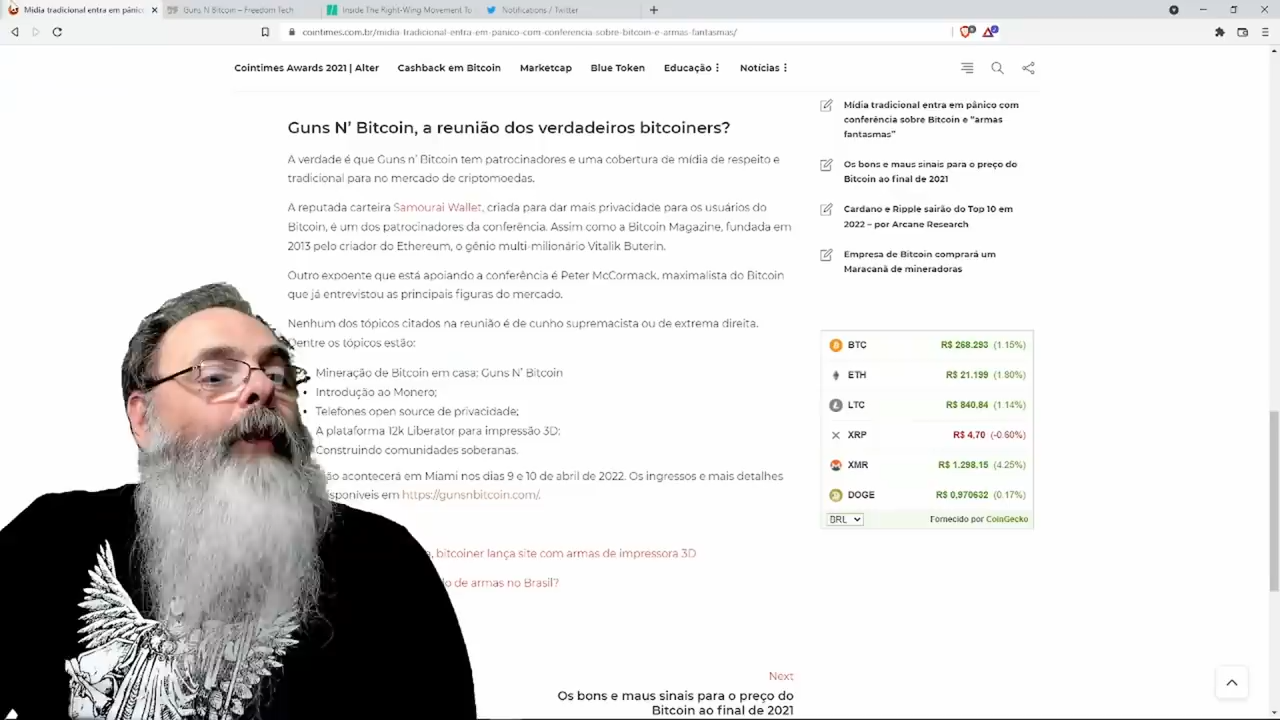 Mídia tradicional entra em pânic
Guns N Bitcoin – Freedom Tech
Inside The Right-Wing Movement To
Notifications / Twitter
cointimes.com.br/midia-tradicional-entra-em-panico-com-conferencia-sobre-bitcoin-e-armas-fantasmas/
Cointimes Awards 2021 | Alter
Cashback em Bitcoin
Marketcap
Blue Token
Educação
Notícias
Guns N’ Bitcoin, a reunião dos verdadeiros bitcoiners?
A verdade é que Guns n’ Bitcoin tem patrocinadores e uma cobertura de mídia de respeito e
tradicional para no mercado de criptomoedas.
A reputada carteira Samourai Wallet, criada para dar mais privacidade para os usuários do
Bitcoin, é um dos patrocinadores da conferência. Assim como a Bitcoin Magazine, fundada em
2013 pelo criador do Ethereum, o gênio multi-milionário Vitalik Buterin.
Outro expoente que está apoiando a conferência é Peter McCormack, maximalista do Bitcoin
que já entrevistou as principais figuras do mercado.
Nenhum dos tópicos citados na reunião é de cunho supremacista ou de extrema direita.
Dentre os tópicos estão:
Mineração de Bitcoin em casa: Guns N’ Bitcoin
Introdução ao Monero;
Telefones open source de privacidade;
A plataforma 12k Liberator para impressão 3D;
Construindo comunidades soberanas.
ão acontecerá em Miami nos dias 9 e 10 de abril de 2022. Os ingressos e mais detalhes
isponíveis em https://gunsnbitcoin.com/.
, bitcoiner lança site com armas de impressora 3D
o de armas no Brasil?
Next
Os bons e maus sinais para o preço do
Bitcoin ao final de 2021
Mídia tradicional entra em pânico com
conferência sobre Bitcoin e “armas
fantasmas”
Os bons e maus sinais para o preço do
Bitcoin ao final de 2021
Cardano e Ripple sairão do Top 10 em
2022 – por Arcane Research
Empresa de Bitcoin comprará um
Maracanã de mineradoras
BTC R$ 268.293 (1.15%)
ETH R$ 21.199 (1.80%)
LTC R$ 840,84 (1.14%)
XRP R$ 4,70 (-0.60%)
XMR R$ 1.298,15 (4.25%)
DOGE R$ 0,970632 (0.17%)
BRL Fornecido por CoinGecko